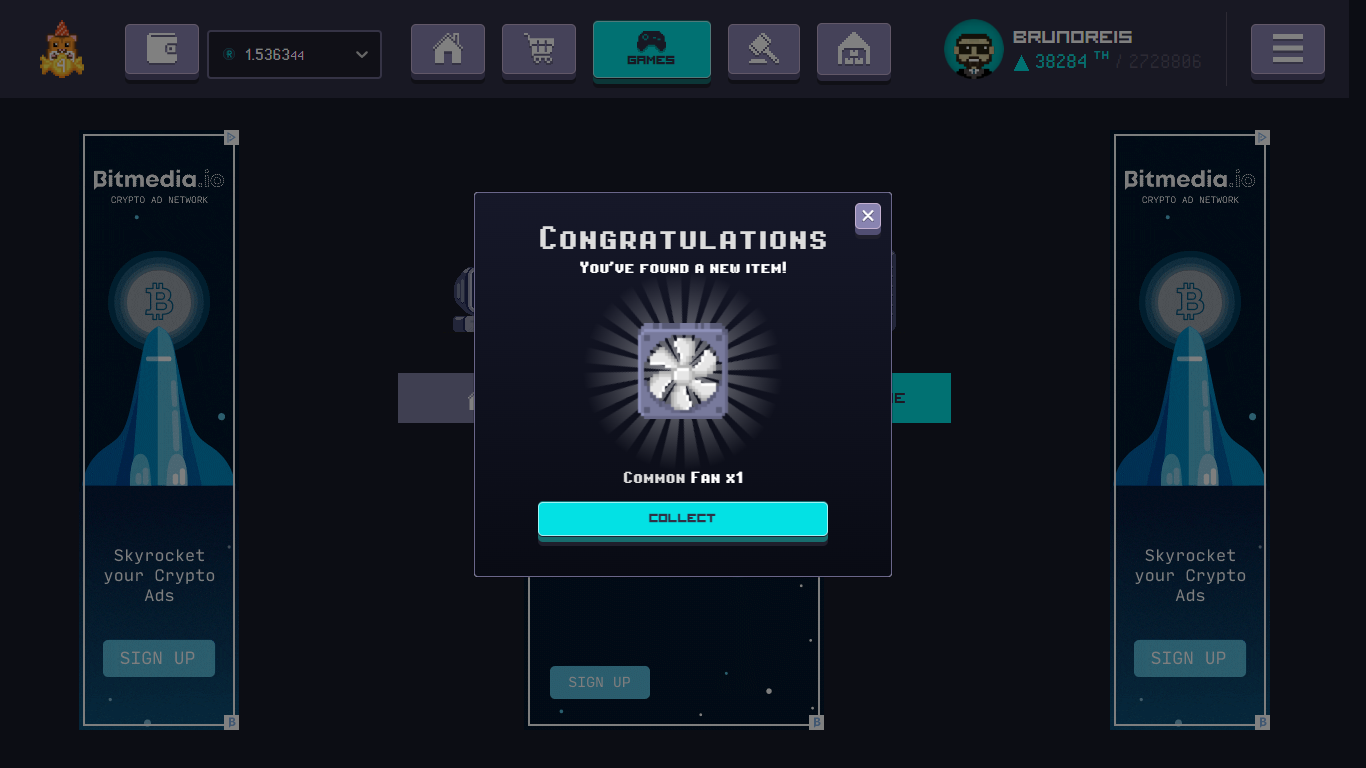 1.536344
GAMES
BRUNOREIS
38284 TH / 2728806
Bitmedia.io
CRYPTO AD NETWORK
Skyrocket
your Crypto
Ads
SIGN UP
Congratulations
You've found a new item!
Common Fan x1
COLLECT
SIGN UP
Bitmedia.io
CRYPTO AD NETWORK
Skyrocket
your Crypto
Ads
SIGN UP